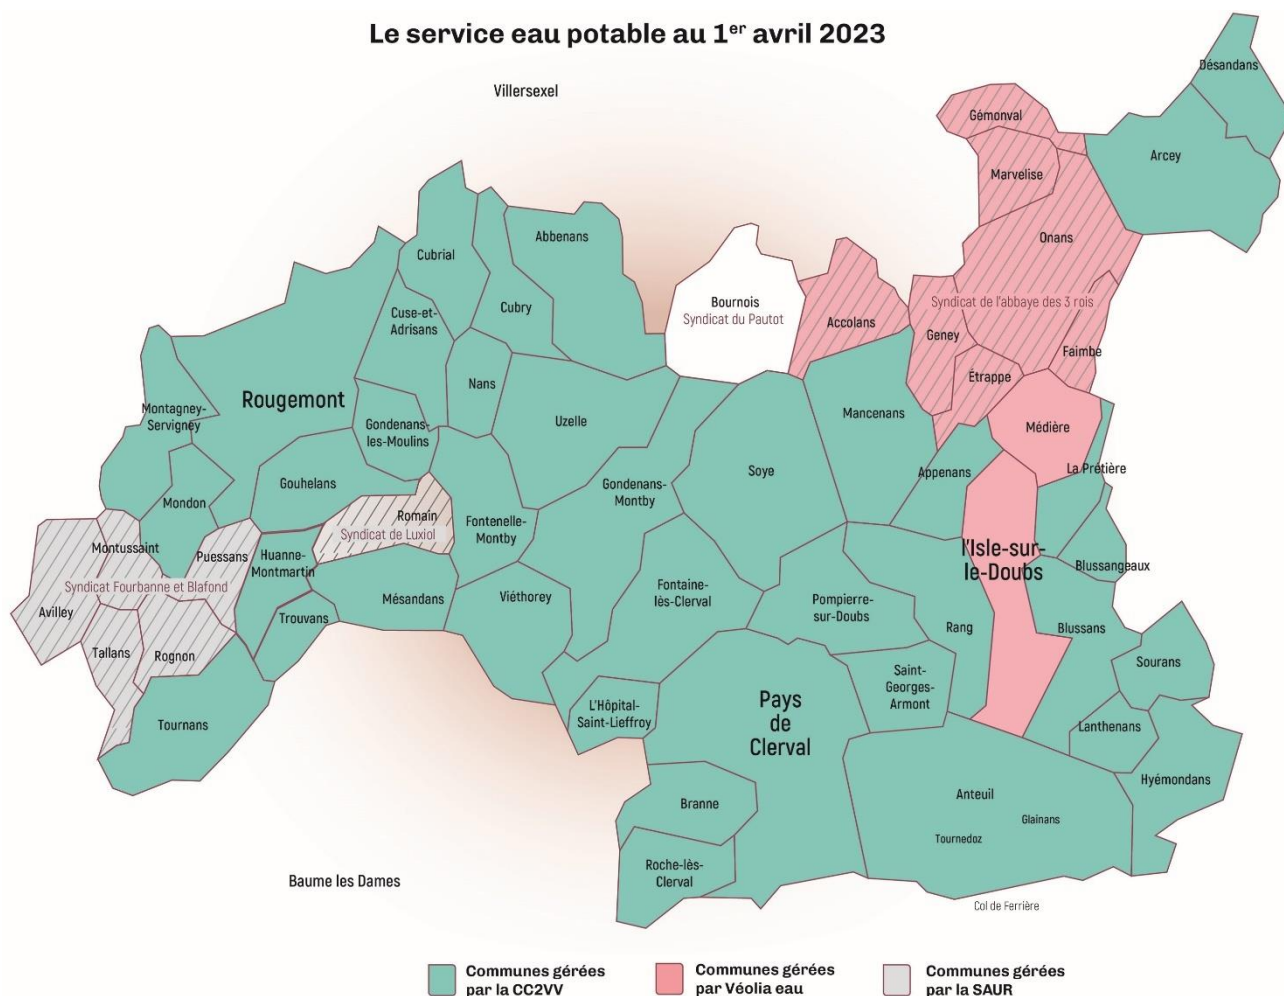 Le service eau potable au 1er avril 2023
Villersexel
Désandans
Gémonval
Arcey
Marvelise
Abbenans
Onans
Cubrial
Bournois
Syndicat du Pautot
Syndicat de l'abbaye des 3 rois
Cubry
Cuse-et-
Adrisans
Accolans
Geney
Faimbe
Étrappe
Nans
Rougemont
Montagney-
Servigney
Mancenans
Uzelle
Médière
Gondenans-
les-Moulins
La Prétière
Soye
Appenans
Gouhelans
Gondenans-
Montby
Mondon
Romain
Syndicat de Luxiol
Fontenelle-
Montby
Montussaint
Puessans
Huanne-
Montmartin
l'Isle-sur-
le-Doubs
Blussangeaux
Syndicat Fourbanne et Blafond
Fontaine-
lès-Clerval
Viéthorey
Mésandans
Pompierre-
sur-Doubs
Avilley
Trouvans
Rang
Blussans
Tallans
Rognon
Sourans
Saint-
Georges-
Armont
Pays
de
Clerval
L'Hôpital-
Saint-Lieffroy
Tournans
Lanthenans
Hyémondans
Anteuil
Branne
Glainans
Tournedoz
Roche-lès-
Clerval
Baume les Dames
Col de Ferrière
Communes gérées
par la CC2VV
Communes gérées
par Véolia eau
Communes gérées
par la SAUR